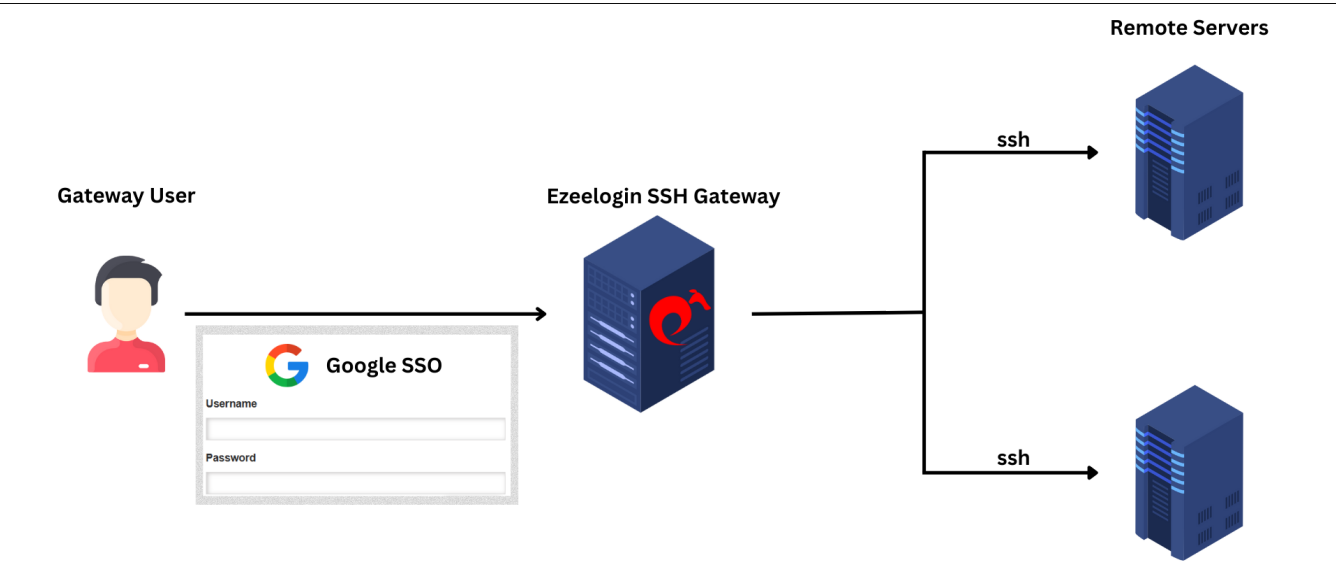 Remote Servers
ssh
Gateway User
Ezeelogin SSH Gateway
Google SSO
Username
Password
ssh